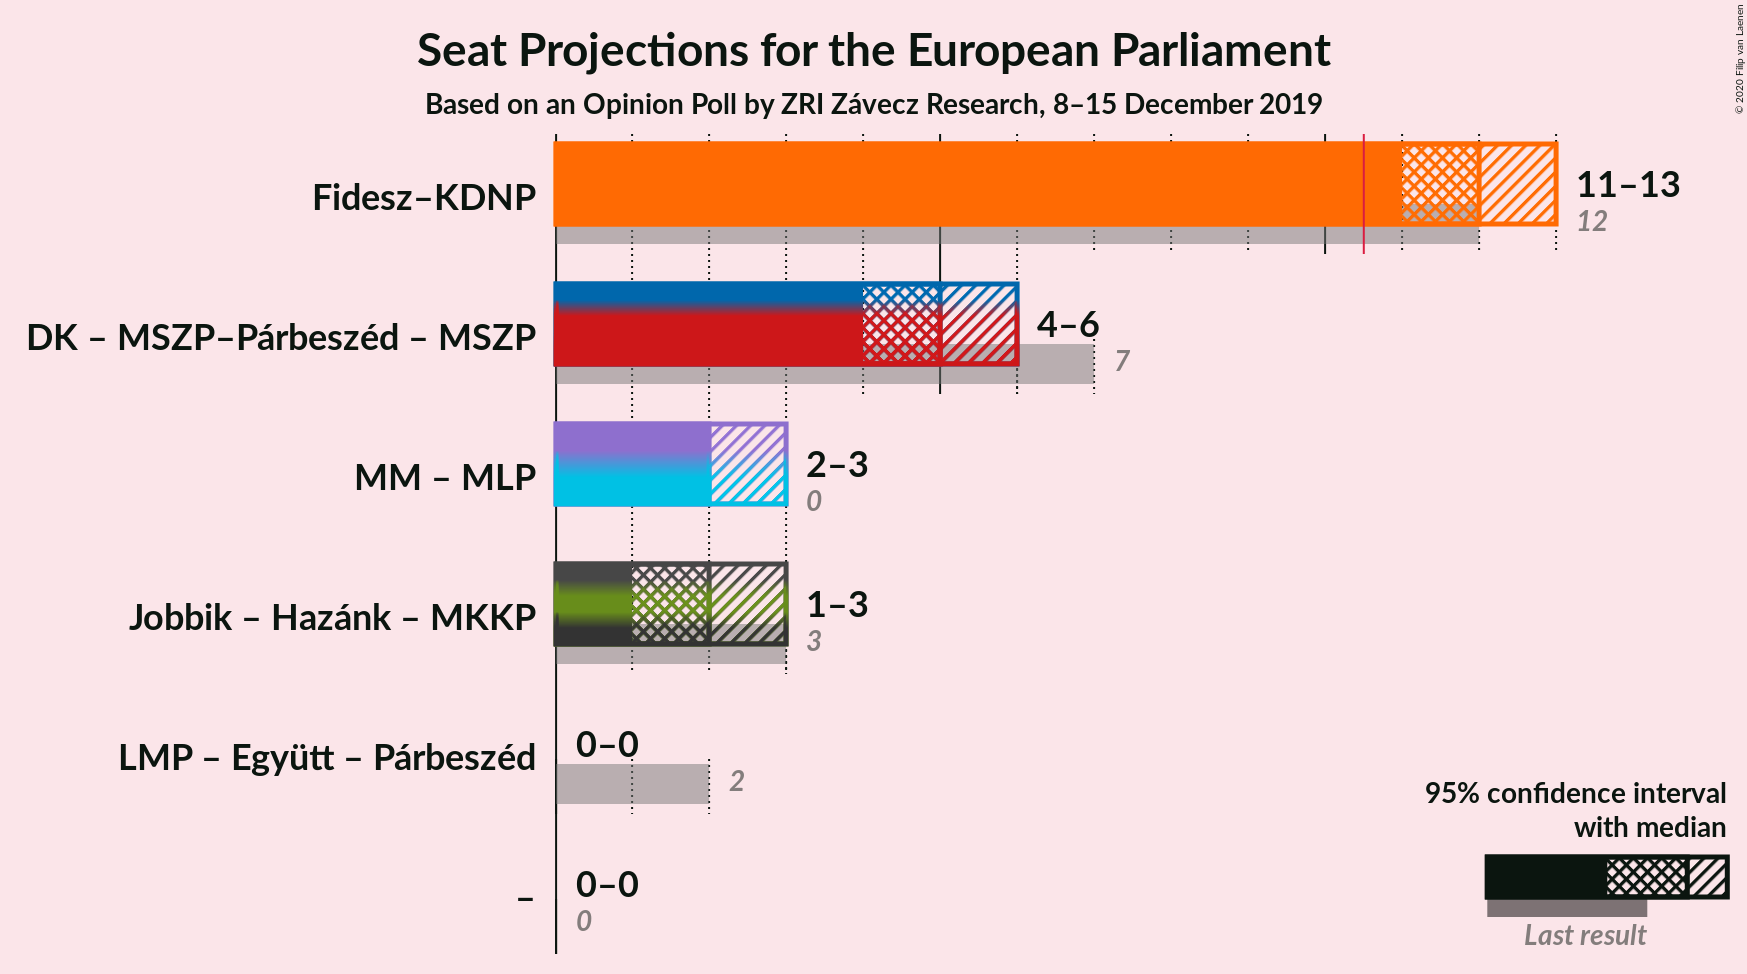 Seat Projections for the European Parliament
Based on an Opinion Poll by ZRI Závecz Research, 8–15 December 2019
© 2020 Filip van Laenen
Fidesz–KDNP
11–13
12
DK – MSZP–Párbeszéd – MSZP
4–6
7
MM – MLP
2–3
0
Jobbik – Hazánk – MKKP
1–3
3
LMP – Együtt – Párbeszéd
0–0
2
–
0–0
0
95% confidence interval
with median
Last result